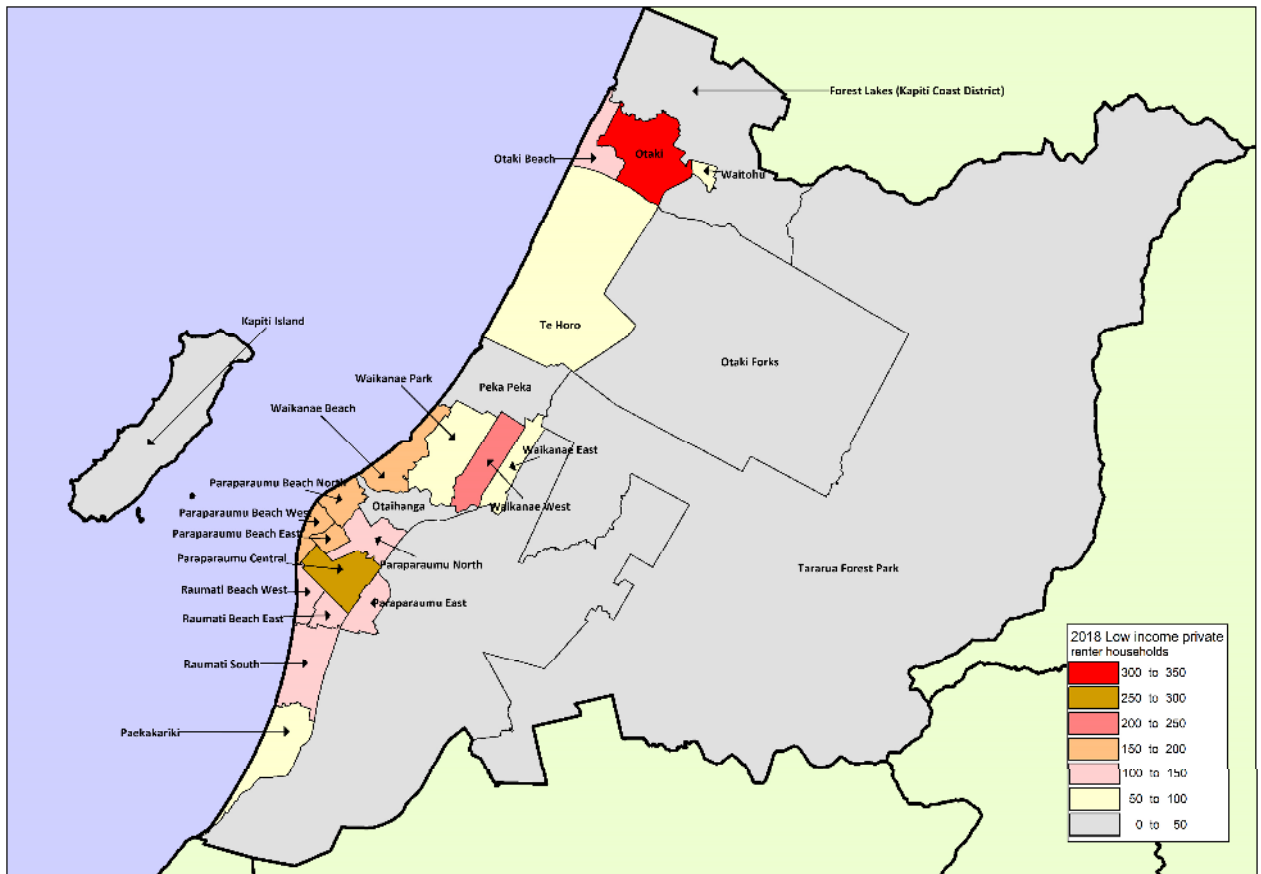 Forest Lakes (Kapiti Coast District)
Otaki Beach
Otaki
Waitohu
Kapiti Island
Te Horo
Otaki Forks
Waikanae Park
Peka Peka
Waikanae Beach
Waikanae East
Paraparaumu Beach North
Otaihanga
Waikanae West
Paraparaumu Beach West
Paraparaumu Beach East
Paraparaumu Central
Paraparaumu North
Tararua Forest Park
Raumati Beach West
Paraparaumu East
Raumati Beach East
Raumati South
Paekakariki
2018 Low income private
renter households
300 to 350
250 to 300
200 to 250
150 to 200
100 to 150
50 to 100
0 to 50